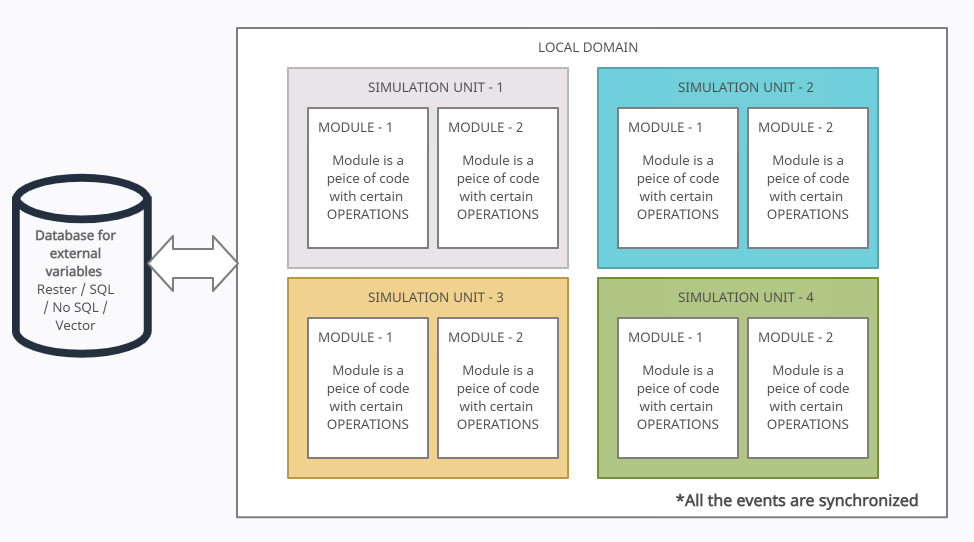 LOCAL DOMAIN
SIMULATION UNIT - 1
MODULE - 1
Module is a
peice of code
with certain
OPERATIONS
MODULE - 2
Module is a
peice of code
with certain
OPERATIONS
SIMULATION UNIT - 2
MODULE - 1
Module is a
peice of code
with certain
OPERATIONS
MODULE - 2
Module is a
peice of code
with certain
OPERATIONS
Database for
external
variables
Rester / SQL
/ No SQL /
Vector
SIMULATION UNIT - 3
MODULE - 1
Module is a
peice of code
with certain
OPERATIONS
MODULE - 2
Module is a
peice of code
with certain
OPERATIONS
SIMULATION UNIT - 4
MODULE - 1
Module is a
peice of code
with certain
OPERATIONS
MODULE - 2
Module is a
peice of code
with certain
OPERATIONS
*All the events are synchronized